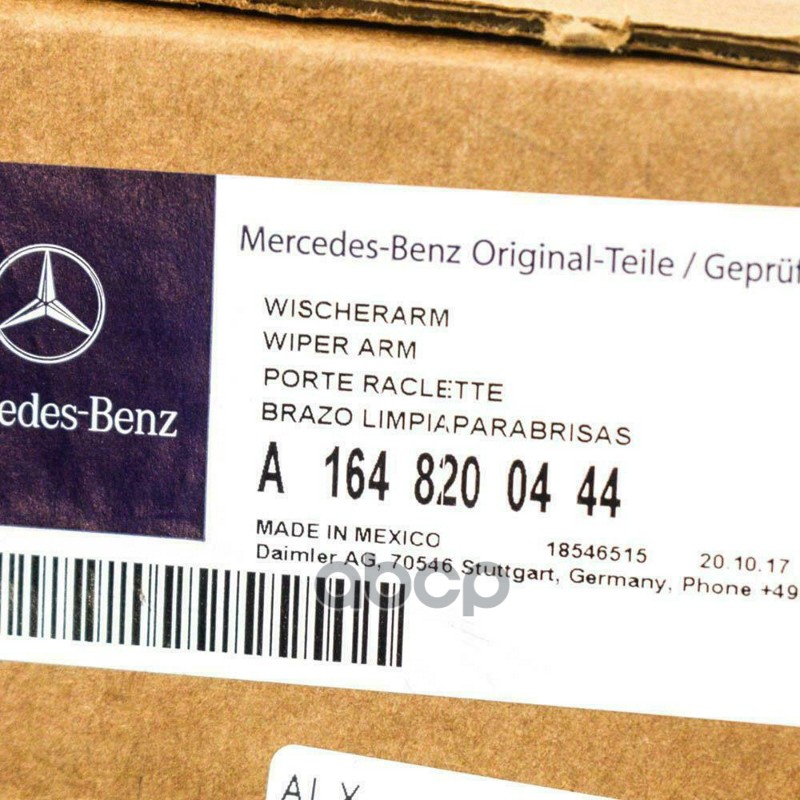 Mercedes-Benz Original-Teile / Geprüf
edes-Benz
WISCHERARM
WIPER ARM
PORTE RACLETTE
BRAZO LIMPIAPARABRISAS
A 164 820 04 44
MADE IN MEXICO 18546515 20.10.17
Daimler AG, 70546 Stuttgart, Germany, Phone +49
abcp